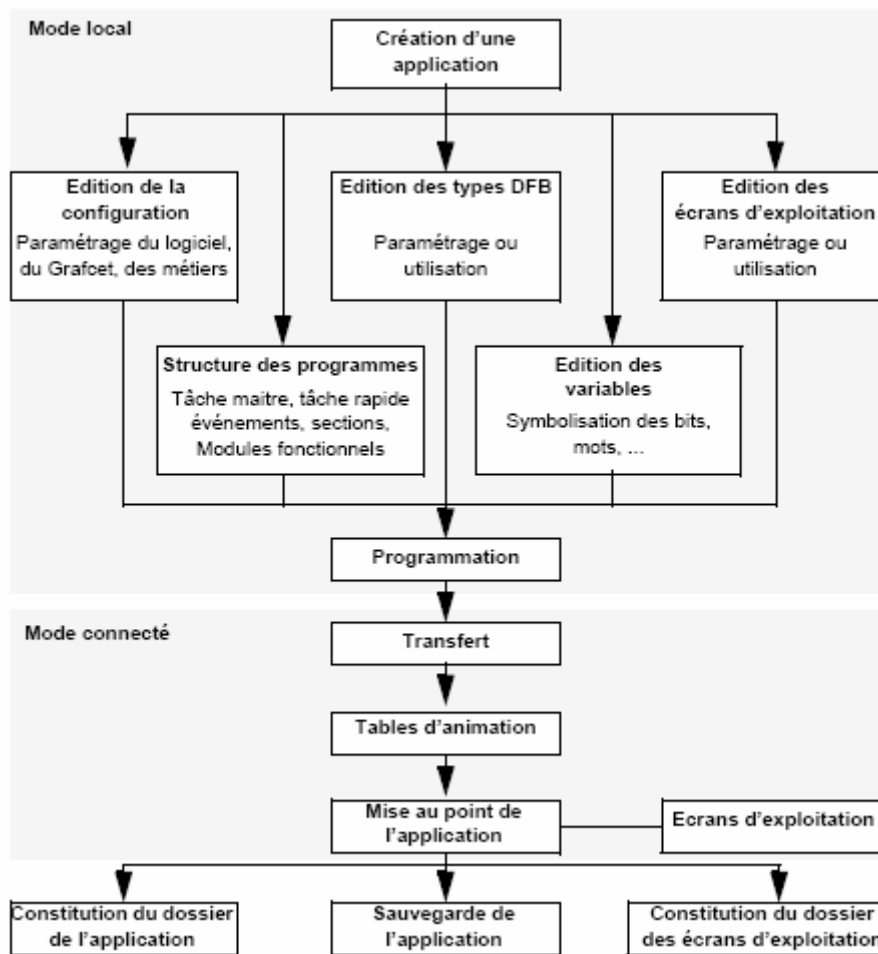 Mode local
Création d'une
application
Edition de la
configuration
Paramétrage du logiciel,
du Grafcet, des métiers
Edition des types DFB
Paramétrage ou
utilisation
Edition des
écrans d'exploitation
Paramétrage ou
utilisation
Structure des programmes
Tâche maitre, tâche rapide
événements, sections,
Modules fonctionnels
Edition des
variables
Symbolisation des bits,
mots, ...
Programmation
Mode connecté
Transfert
Tables d'animation
Mise au point de
l'application
Ecrans d'exploitation
Constitution du dossier
de l'application
Sauvegarde de
l'application
Constitution du dossier
des écrans d'exploitation